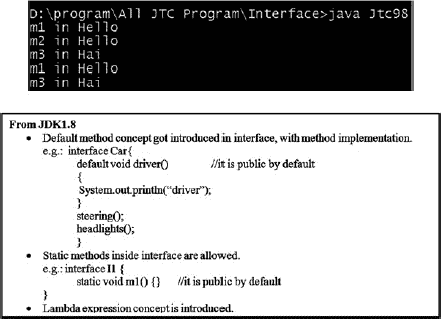 D:\program\All JTC Program\Interface>java Jtc98
m1 in Hello
m2 in Hello
m3 in Hai
m1 in Hello
m3 in Hai
From JDK1.8
• Default method concept got introduced in interface, with method implementation.
e.g.: interface Car{
default void driver() //it is public by default
{
System.out.println("driver");
}
steering();
headlights();
}
• Static methods inside interface are allowed.
e.g.: interface I1 {
static void m1() {} //it is public by default
}
• Lambda expression concept is introduced.